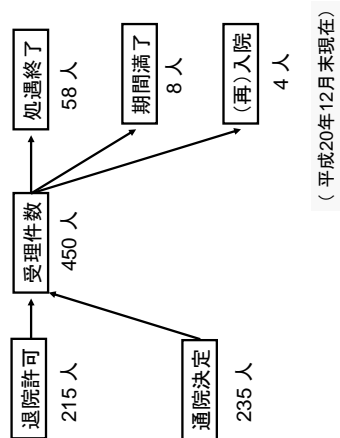 退院許可
215 人
通院決定
235 人
受理件数
450 人
処遇終了
58 人
期間満了
8 人
(再)入院
4 人
( 平成20年12月末現在)